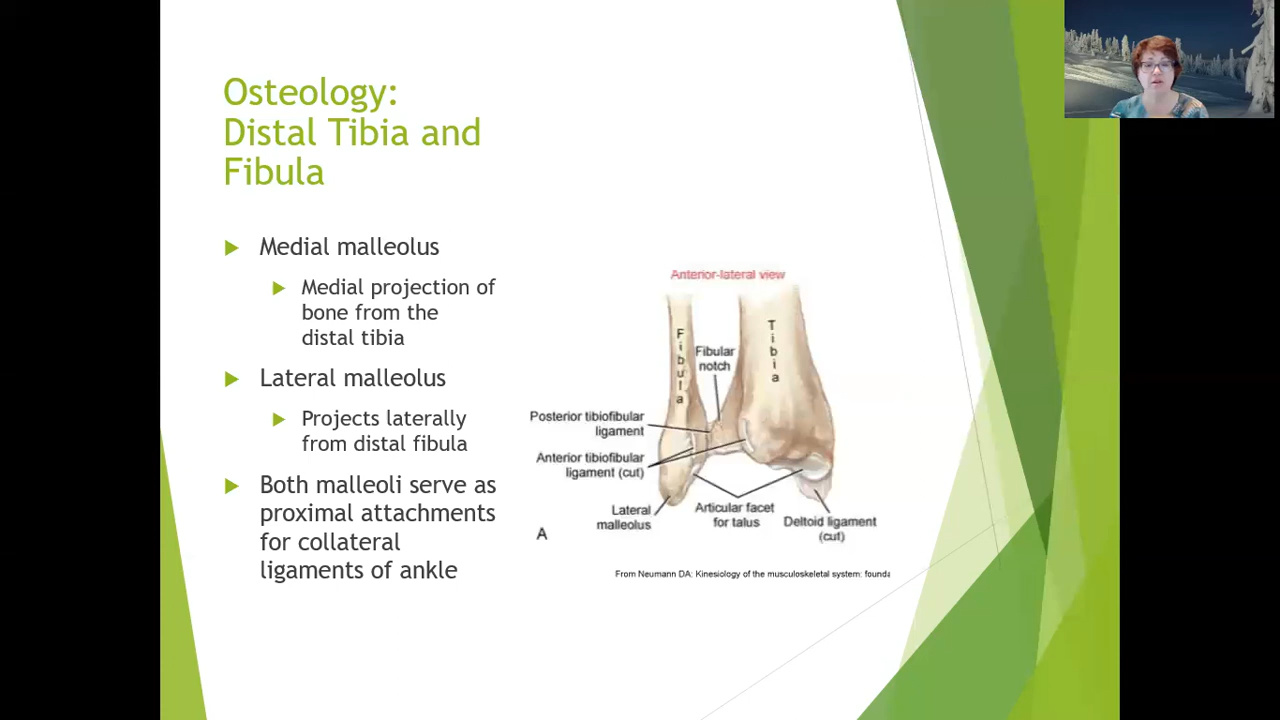 Osteology:
Distal Tibia and
Fibula
Medial malleolus
Medial projection of
bone from the
distal tibia
Lateral malleolus
Projects laterally
from distal fibula
Both malleoli serve as
proximal attachments
for collateral
ligaments of ankle
Anterior-lateral view
Fibula
Tibia
Fibular
notch
Posterior tibiofibular
ligament
Anterior tibiofibular
ligament (cut)
Lateral
malleolus
Articular facet
for talus
Deltoid ligament
(cut)
A
From Neumann DA: Kinesiology of the musculoskeletal system: founda